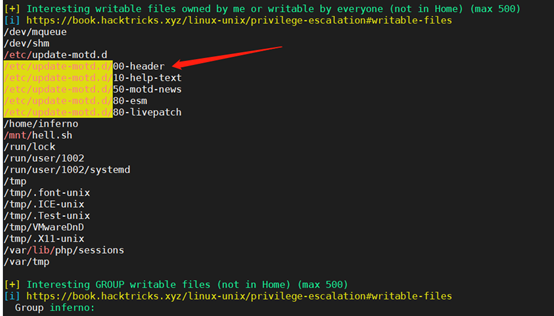 [+] Interesting writable files owned by me or writable by everyone (not in Home) (max 500)
[i] https://book.hacktricks.xyz/linux-unix/privilege-escalation#writable-files
/dev/mqueue
/dev/shm
/etc/update-motd.d
/etc/update-motd.d/00-header
/etc/update-motd.d/10-help-text
/etc/update-motd.d/50-motd-news
/etc/update-motd.d/80-esm
/etc/update-motd.d/80-livepatch
/home/inferno
/mnt/hell.sh
/run/lock
/run/user/1002
/run/user/1002/systemd
/tmp
/tmp/.font-unix
/tmp/.ICE-unix
/tmp/.Test-unix
/tmp/VMwareDnD
/tmp/.X11-unix
/var/lib/php/sessions
/var/tmp
[+] Interesting GROUP writable files (not in Home) (max 500)
[i] https://book.hacktricks.xyz/linux-unix/privilege-escalation#writable-files
Group inferno: